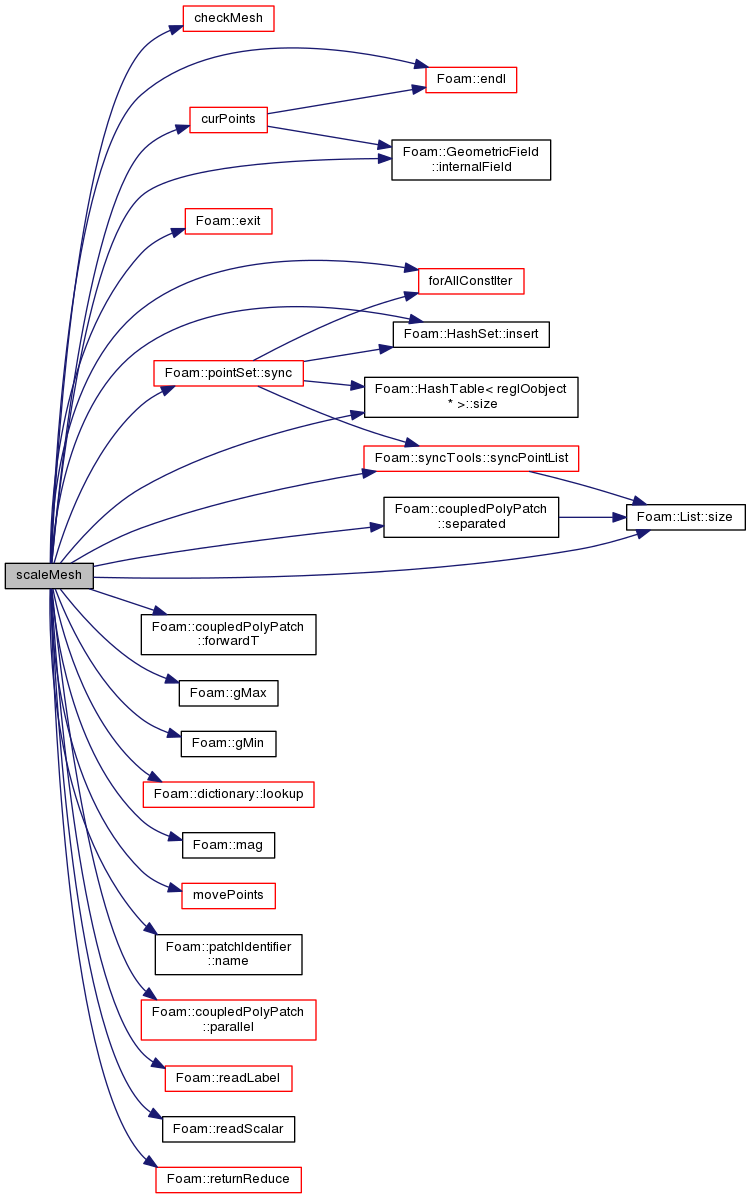 checkMesh
Foam::endl
curPoints
Foam::GeometricField
::internalField
Foam::exit
forAllConstIter
Foam::HashSet::insert
Foam::pointSet::sync
Foam::HashTable< regIOobject
* >::size
Foam::syncTools::syncPointList
Foam::coupledPolyPatch
::separated
Foam::List::size
scaleMesh
Foam::coupledPolyPatch
::forwardT
Foam::gMax
Foam::gMin
Foam::dictionary::lookup
Foam::mag
movePoints
Foam::patchIdentifier
::name
Foam::coupledPolyPatch
::parallel
Foam::readLabel
Foam::readScalar
Foam::returnReduce